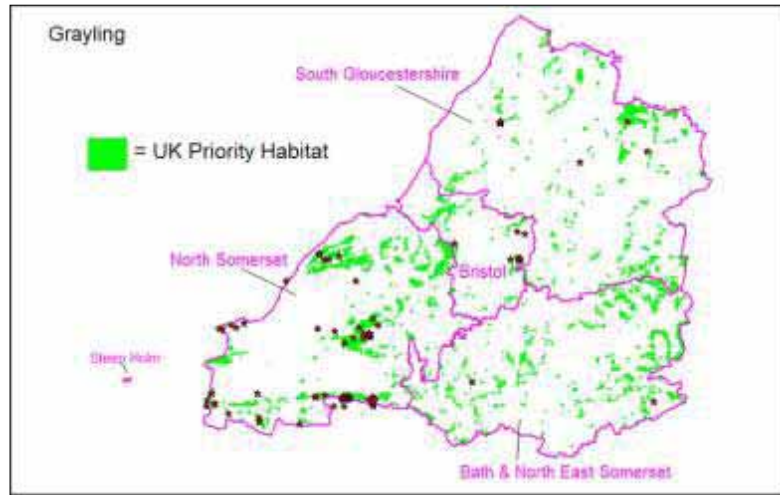 Grayling
South Gloucestershire
= UK Priority Habitat
North Somerset
Bristol
Steep Holm
Bath & North East Somerset